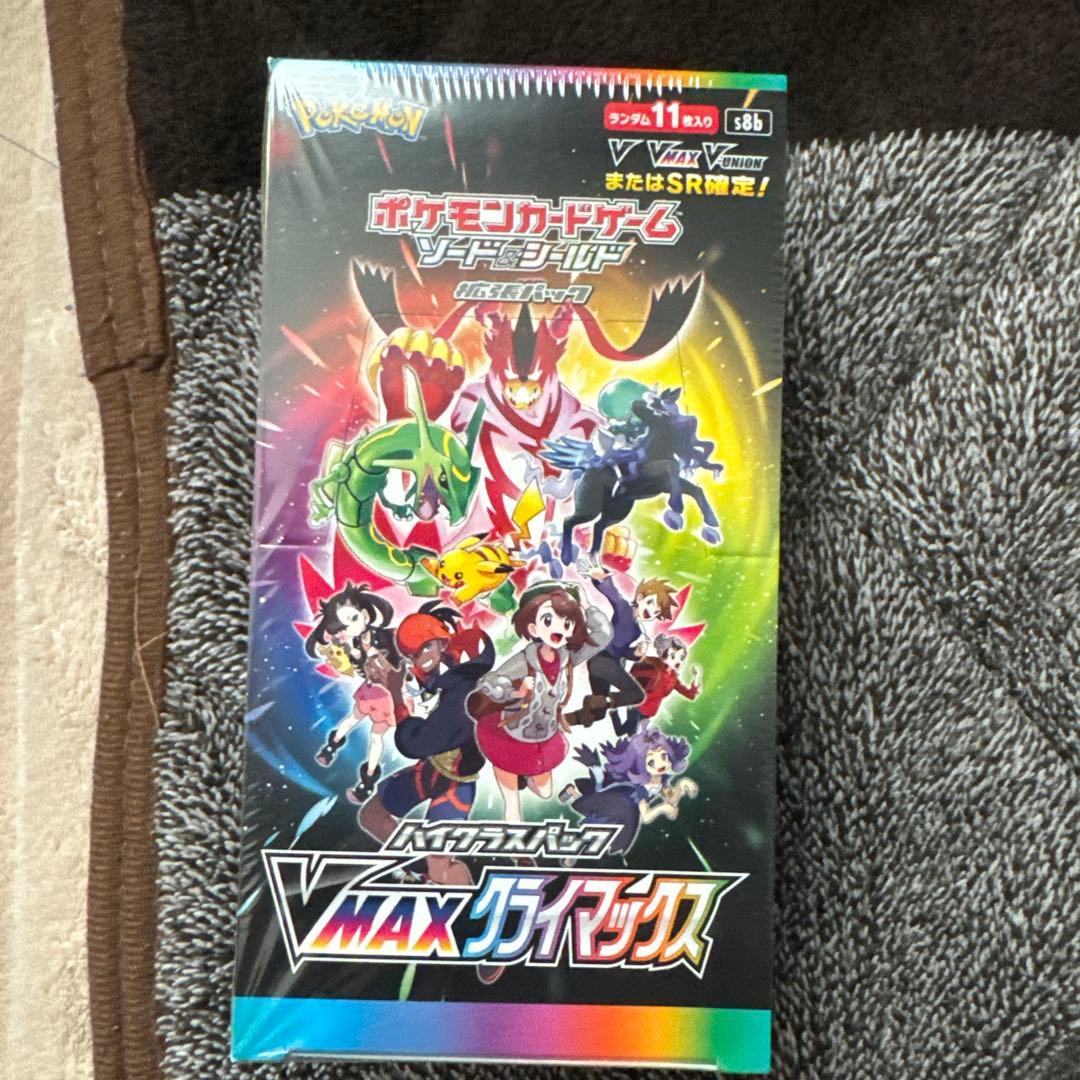 POKÉMON
ランダム11枚入り s8b
V VMAX V-UNION
またはSR確定!
ポケモンカードゲーム
ソード&シールド
拡張パック
ハイクラスパック
VMAXクライマックス